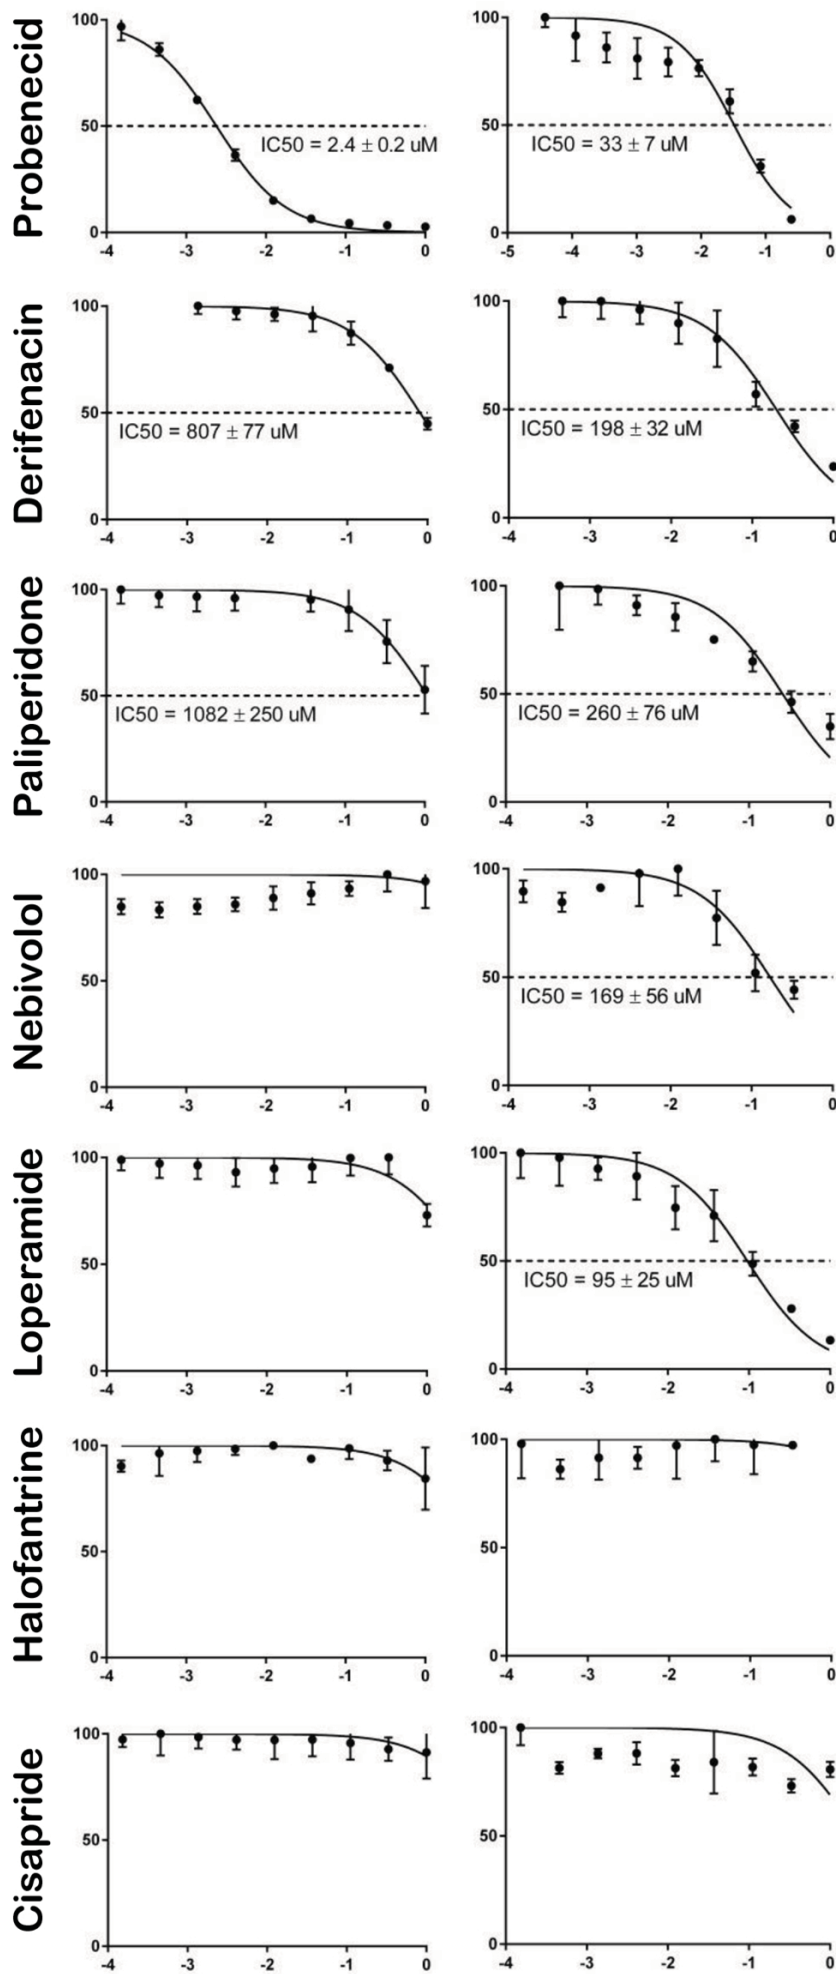 Probenecid
100
50
0
IC50 = 2.4 ± 0.2 uM
-4 -3 -2 -1 0
100
50
0
IC50 = 33 ± 7 uM
-5 -4 -3 -2 -1 0
Derifenacin
100
50
0
IC50 = 807 ± 77 uM
-4 -3 -2 -1 0
100
50
0
IC50 = 198 ± 32 uM
-4 -3 -2 -1 0
Paliperidone
100
50
0
IC50 = 1082 ± 250 uM
-4 -3 -2 -1 0
100
50
0
IC50 = 260 ± 76 uM
-4 -3 -2 -1 0
Nebivolol
100
50
0
-4 -3 -2 -1 0
100
50
0
IC50 = 169 ± 56 uM
-4 -3 -2 -1 0
Loperamide
100
50
0
-4 -3 -2 -1 0
100
50
0
IC50 = 95 ± 25 uM
-4 -3 -2 -1 0
Halofantrine
100
50
0
-4 -3 -2 -1 0
100
50
0
-4 -3 -2 -1 0
Cisapride
100
50
0
-4 -3 -2 -1 0
100
50
0
-4 -3 -2 -1 0